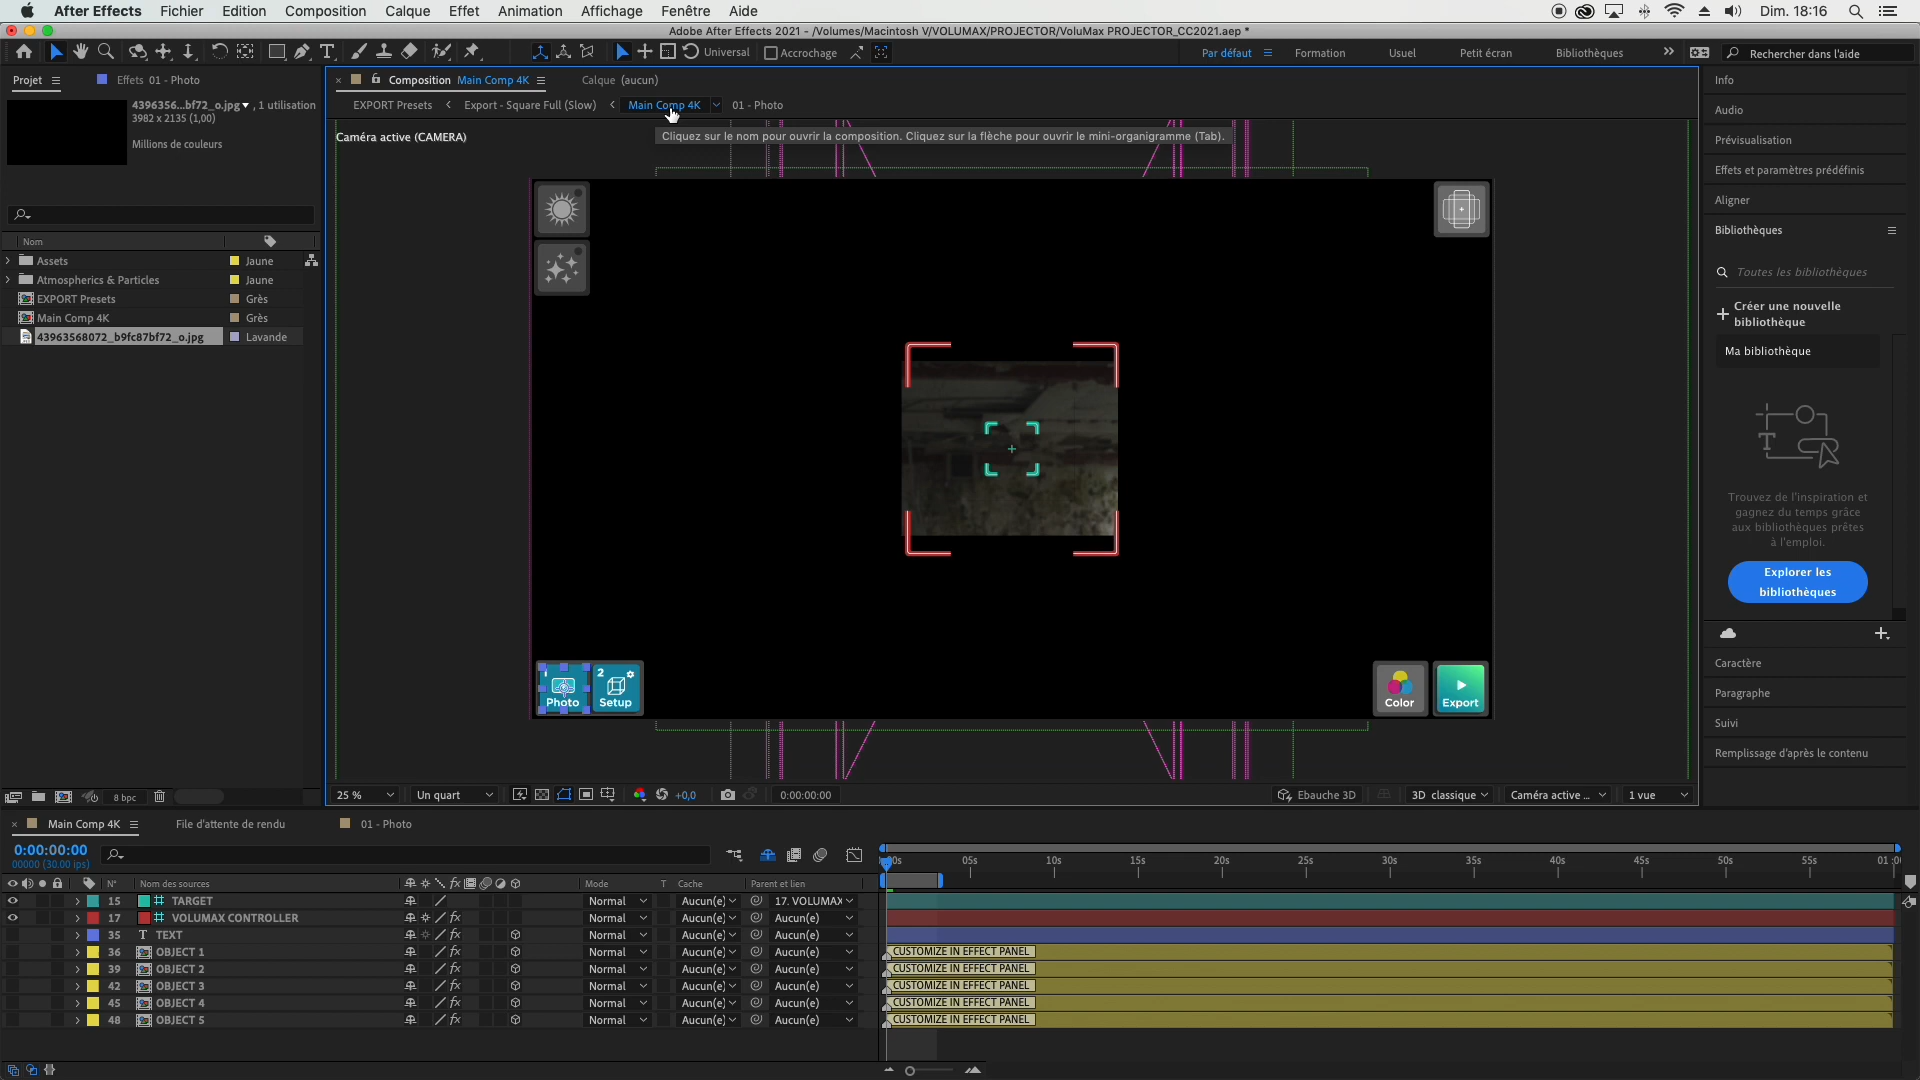 After Effects Fichier Edition Composition Calque Effet Animation Affichage Fenêtre Aide Dim. 18:16
Adobe After Effects 2021 - /Volumes/Macintosh V/VOLUMAX/PROJECTOR/VoluMax PROJECTOR_CC2021.aep *
Universal Accrochage Par défaut Formation Usuel Petit écran Bibliothèques Rechercher dans l'aide
Projet Effets 01 - Photo
4396356...bf72_o.jpg , 1 utilisation
3982 x 2135 (1,00)
Millions de couleurs
Nom
Assets Jaune
Atmospherics & Particles Jaune
EXPORT Presets Grès
Main Comp 4K Grès
43963568072_b9fc87bf72_o.jpg Lavande
8 bpc
Composition Main Comp 4K Calque (aucun)
EXPORT Presets Export - Square Full (Slow) Main Comp 4K 01 - Photo
Caméra active (CAMERA)
Cliquez sur le nom pour ouvrir la composition. Cliquez sur la flèche pour ouvrir le mini-organigramme (Tab).
1 Photo
2 Setup
Color
Export
25 % Un quart +0,0 0:00:00:00 Ebauche 3D 3D classique Caméra active ... 1 vue
Info
Audio
Prévisualisation
Effets et paramètres prédéfinis
Aligner
Bibliothèques
Toutes les bibliothèques
Créer une nouvelle
bibliothèque
Ma bibliothèque
Trouvez de l'inspiration et
gagnez du temps grâce
aux bibliothèques prêtes
à l'emploi.
Explorer les
bibliothèques
Caractère
Paragraphe
Suivi
Remplissage d'après le contenu
Main Comp 4K File d'attente de rendu 01 - Photo
0:00:00:00
00000 (30.00 ips)
05s 10s 15s 20s 25s 30s 35s 40s 45s 50s 55s
N° Nom des sources Mode T Cache Parent et lien
15 TARGET Normal Aucun(e) 17. VOLUMAX
17 VOLUMAX CONTROLLER Normal Aucun(e) Aucun(e)
35 T TEXT Normal Aucun(e) Aucun(e)
36 OBJECT 1 Normal Aucun(e) Aucun(e) CUSTOMIZE IN EFFECT PANEL
39 OBJECT 2 Normal Aucun(e) Aucun(e) CUSTOMIZE IN EFFECT PANEL
42 OBJECT 3 Normal Aucun(e) Aucun(e) CUSTOMIZE IN EFFECT PANEL
45 OBJECT 4 Normal Aucun(e) Aucun(e) CUSTOMIZE IN EFFECT PANEL
48 OBJECT 5 Normal Aucun(e) Aucun(e) CUSTOMIZE IN EFFECT PANEL